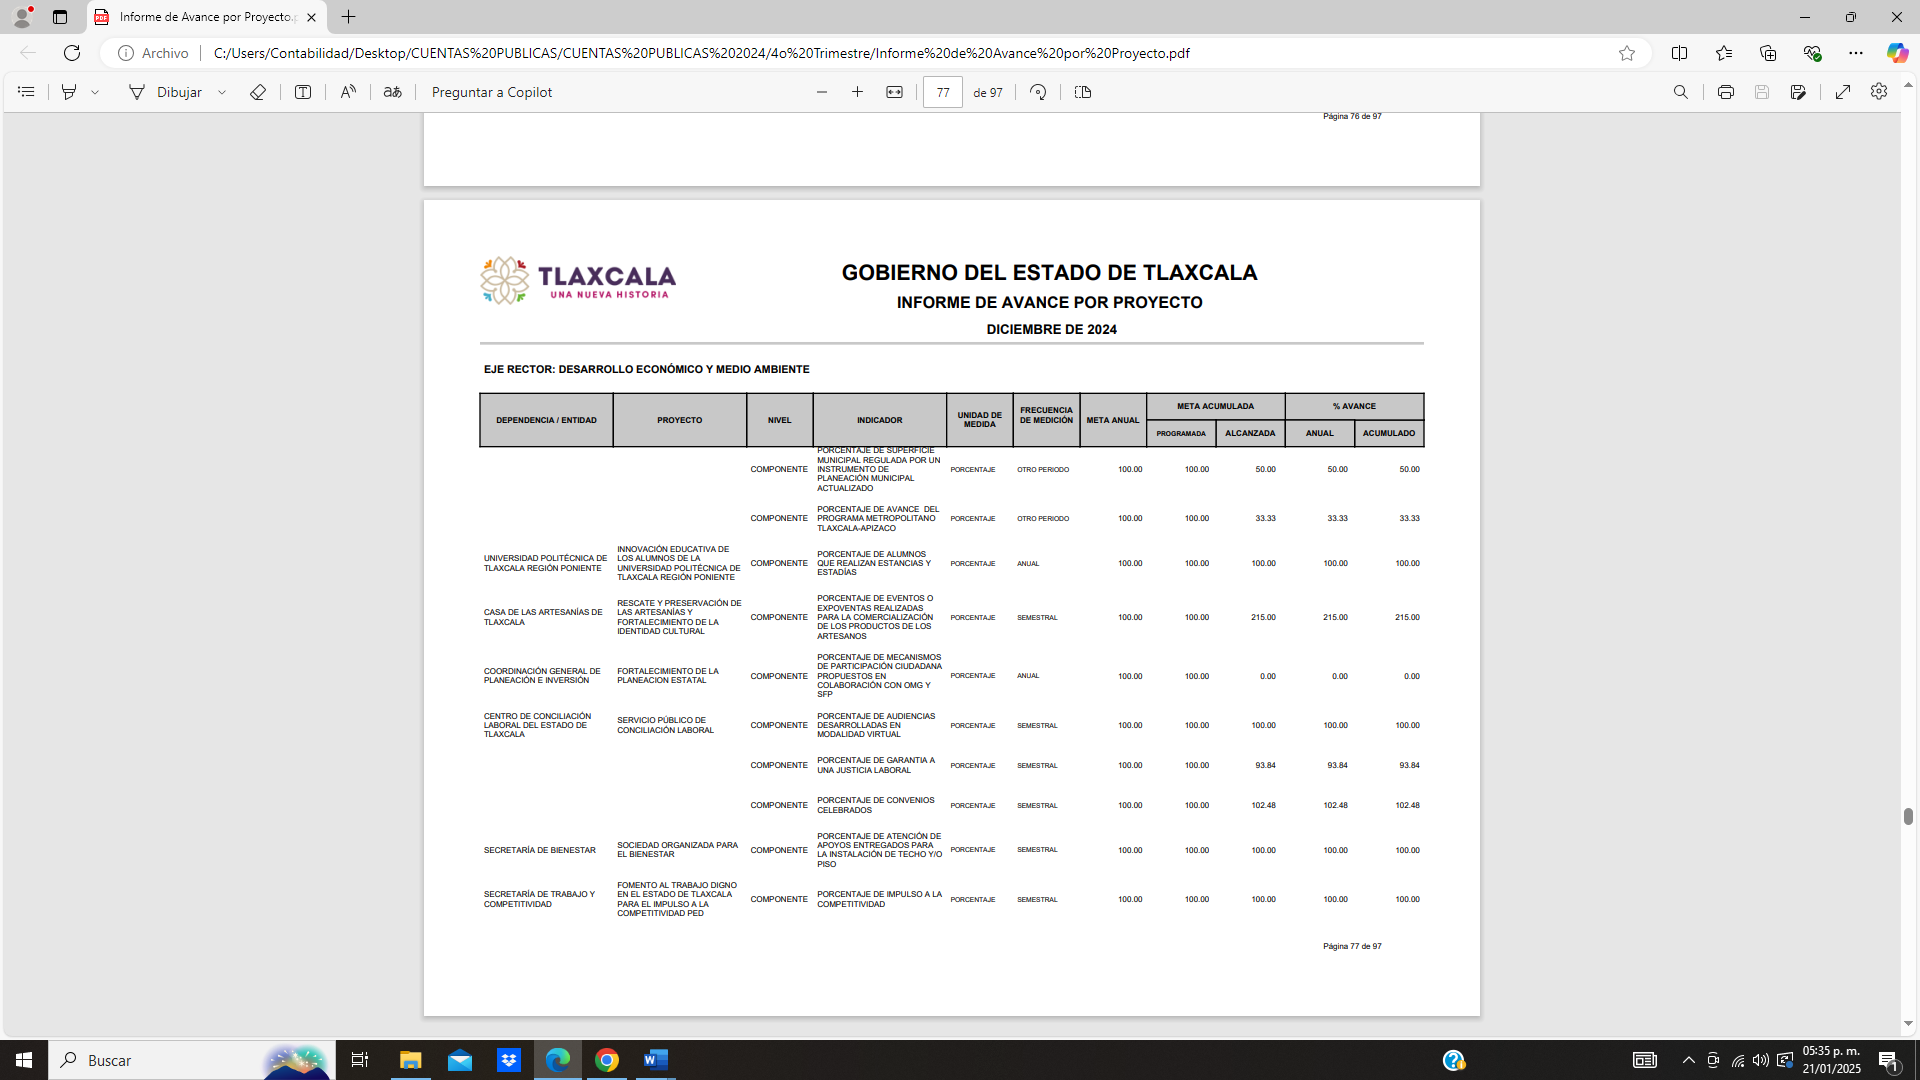 Informe de Avance por Proyecto.p
Archivo
C:/Users/Contabilidad/Desktop/CUENTAS%20PUBLICAS/CUENTAS%20PUBLICAS%202024/4o%20Trimestre/Informe%20de%20Avance%20por%20Proyecto.pdf
Dibujar
Preguntar a Copilot
77 de 97
Página 76 de 97
TLAXCALA
UNA NUEVA HISTORIA
GOBIERNO DEL ESTADO DE TLAXCALA
INFORME DE AVANCE POR PROYECTO
DICIEMBRE DE 2024
EJE RECTOR: DESARROLLO ECONÓMICO Y MEDIO AMBIENTE
DEPENDENCIA / ENTIDAD
PROYECTO
NIVEL
INDICADOR
UNIDAD DE
MEDIDA
FRECUENCIA
DE MEDICIÓN
META ANUAL
META ACUMULADA
PROGRAMADA
ALCANZADA
% AVANCE
ANUAL
ACUMULADO
COMPONENTE
PORCENTAJE DE SUPERFICIE
MUNICIPAL REGULADA POR UN
INSTRUMENTO DE
PLANEACIÓN MUNICIPAL
ACTUALIZADO
PORCENTAJE
OTRO PERIODO
100.00 100.00 50.00 50.00 50.00
COMPONENTE
PORCENTAJE DE AVANCE DEL
PROGRAMA METROPOLITANO
TLAXCALA-APIZACO
PORCENTAJE
OTRO PERIODO
100.00 100.00 33.33 33.33 33.33
UNIVERSIDAD POLITÉCNICA DE
TLAXCALA REGIÓN PONIENTE
INNOVACIÓN EDUCATIVA DE
LOS ALUMNOS DE LA
UNIVERSIDAD POLITÉCNICA DE
TLAXCALA REGIÓN PONIENTE
COMPONENTE
PORCENTAJE DE ALUMNOS
QUE REALIZAN ESTANCIAS Y
ESTADÍAS
PORCENTAJE
ANUAL
100.00 100.00 100.00 100.00 100.00
CASA DE LAS ARTESANÍAS DE
TLAXCALA
RESCATE Y PRESERVACIÓN DE
LAS ARTESANÍAS Y
FORTALECIMIENTO DE LA
IDENTIDAD CULTURAL
COMPONENTE
PORCENTAJE DE EVENTOS O
EXPOVENTAS REALIZADAS
PARA LA COMERCIALIZACIÓN
DE LOS PRODUCTOS DE LOS
ARTESANOS
PORCENTAJE
SEMESTRAL
100.00 100.00 215.00 215.00 215.00
COORDINACIÓN GENERAL DE
PLANEACIÓN E INVERSIÓN
FORTALECIMIENTO DE LA
PLANEACION ESTATAL
COMPONENTE
PORCENTAJE DE MECANISMOS
DE PARTICIPACIÓN CIUDADANA
PROPUESTOS EN
COLABORACIÓN CON OMG Y
SFP
PORCENTAJE
ANUAL
100.00 100.00 0.00 0.00 0.00
CENTRO DE CONCILIACIÓN
LABORAL DEL ESTADO DE
TLAXCALA
SERVICIO PÚBLICO DE
CONCILIACIÓN LABORAL
COMPONENTE
PORCENTAJE DE AUDIENCIAS
DESARROLLADAS EN
MODALIDAD VIRTUAL
PORCENTAJE
SEMESTRAL
100.00 100.00 100.00 100.00 100.00
COMPONENTE
PORCENTAJE DE GARANTIA A
UNA JUSTICIA LABORAL
PORCENTAJE
SEMESTRAL
100.00 100.00 93.84 93.84 93.84
COMPONENTE
PORCENTAJE DE CONVENIOS
CELEBRADOS
PORCENTAJE
SEMESTRAL
100.00 100.00 102.48 102.48 102.48
SECRETARÍA DE BIENESTAR
SOCIEDAD ORGANIZADA PARA
EL BIENESTAR
COMPONENTE
PORCENTAJE DE ATENCIÓN DE
APOYOS ENTREGADOS PARA
LA INSTALACIÓN DE TECHO Y/O
PISO
PORCENTAJE
SEMESTRAL
100.00 100.00 100.00 100.00 100.00
SECRETARÍA DE TRABAJO Y
COMPETITIVIDAD
FOMENTO AL TRABAJO DIGNO
EN EL ESTADO DE TLAXCALA
PARA EL IMPULSO A LA
COMPETITIVIDAD PED
COMPONENTE
PORCENTAJE DE IMPULSO A LA
COMPETITIVIDAD
PORCENTAJE
SEMESTRAL
100.00 100.00 100.00 100.00 100.00
Página 77 de 97
Buscar
05:35 p. m.
21/01/2025
1